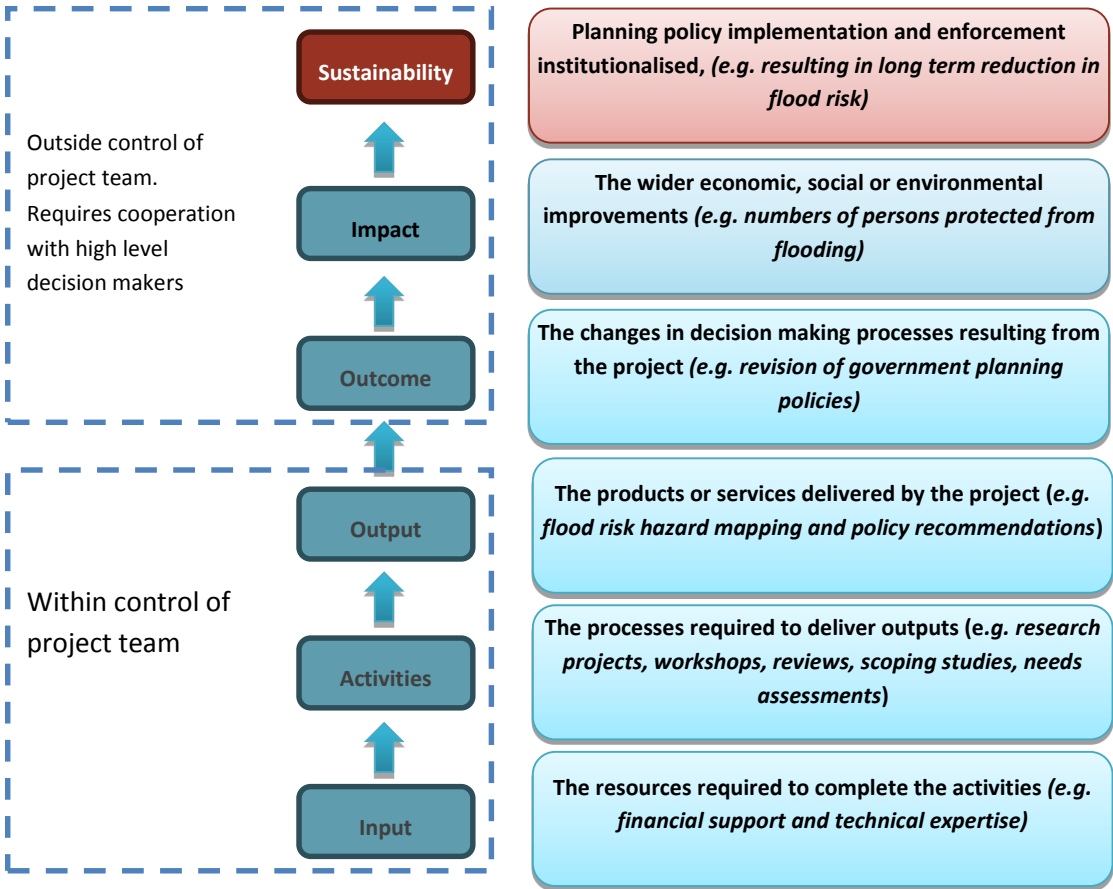 Sustainability
Planning policy implementation and enforcement
institutionalised, (e.g. resulting in long term reduction in
flood risk)
Outside control of
project team.
Requires cooperation
with high level
decision makers
Impact
The wider economic, social or environmental
improvements (e.g. numbers of persons protected from
flooding)
Outcome
The changes in decision making processes resulting from
the project (e.g. revision of government planning
policies)
Within control of
project team
Output
The products or services delivered by the project (e.g.
flood risk hazard mapping and policy recommendations)
Activities
The processes required to deliver outputs (e.g. research
projects, workshops, reviews, scoping studies, needs
assessments)
Input
The resources required to complete the activities (e.g.
financial support and technical expertise)